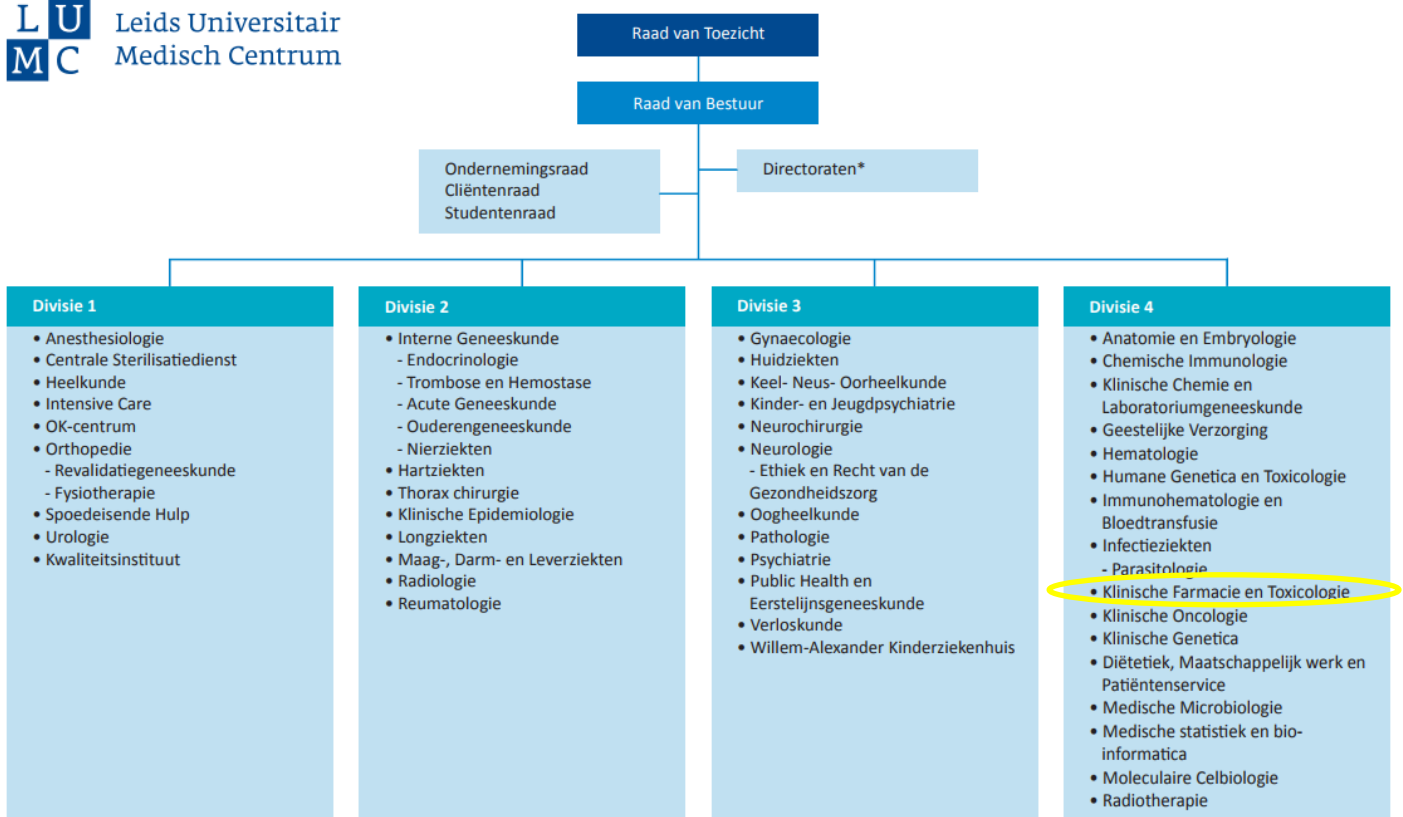 L U
M C
Leids Universitair
Medisch Centrum
Raad van Toezicht
Raad van Bestuur
Ondernemingsraad
Cliëntenraad
Studentenraad
Directoraten*
Divisie 1
• Anesthesiologie
• Centrale Sterilisatiedienst
• Heelkunde
• Intensive Care
• OK-centrum
• Orthopedie
- Revalidatiegeneeskunde
- Fysiotherapie
• Spoedeisende Hulp
• Urologie
• Kwaliteitsinstituut
Divisie 2
• Interne Geneeskunde
- Endocrinologie
- Trombose en Hemostase
- Acute Geneeskunde
- Ouderengeneeskunde
- Nierziekten
• Hartziekten
• Thorax chirurgie
• Klinische Epidemiologie
• Longziekten
• Maag-, Darm- en Leverziekten
• Radiologie
• Reumatologie
Divisie 3
• Gynaecologie
• Huidziekten
• Keel- Neus- Oorheelkunde
• Kinder- en Jeugdpsychiatrie
• Neurochirurgie
• Neurologie
- Ethiek en Recht van de
Gezondheidszorg
• Oogheelkunde
• Pathologie
• Psychiatrie
• Public Health en
Eerstelijnsgeneeskunde
• Verloskunde
• Willem-Alexander Kinderziekenhuis
Divisie 4
• Anatomie en Embryologie
• Chemische Immunologie
• Klinische Chemie en
Laboratoriumgeneeskunde
• Geestelijke Verzorging
• Hematologie
• Humane Genetica en Toxicologie
• Immunohematologie en
Bloedtransfusie
• Infectieziekten
- Parasitologie
• Klinische Farmacie en Toxicologie
• Klinische Oncologie
• Klinische Genetica
• Diëtetiek, Maatschappelijk werk en
Patiëntenservice
• Medische Microbiologie
• Medische statistiek en bio-
informatica
• Moleculaire Celbiologie
• Radiotherapie